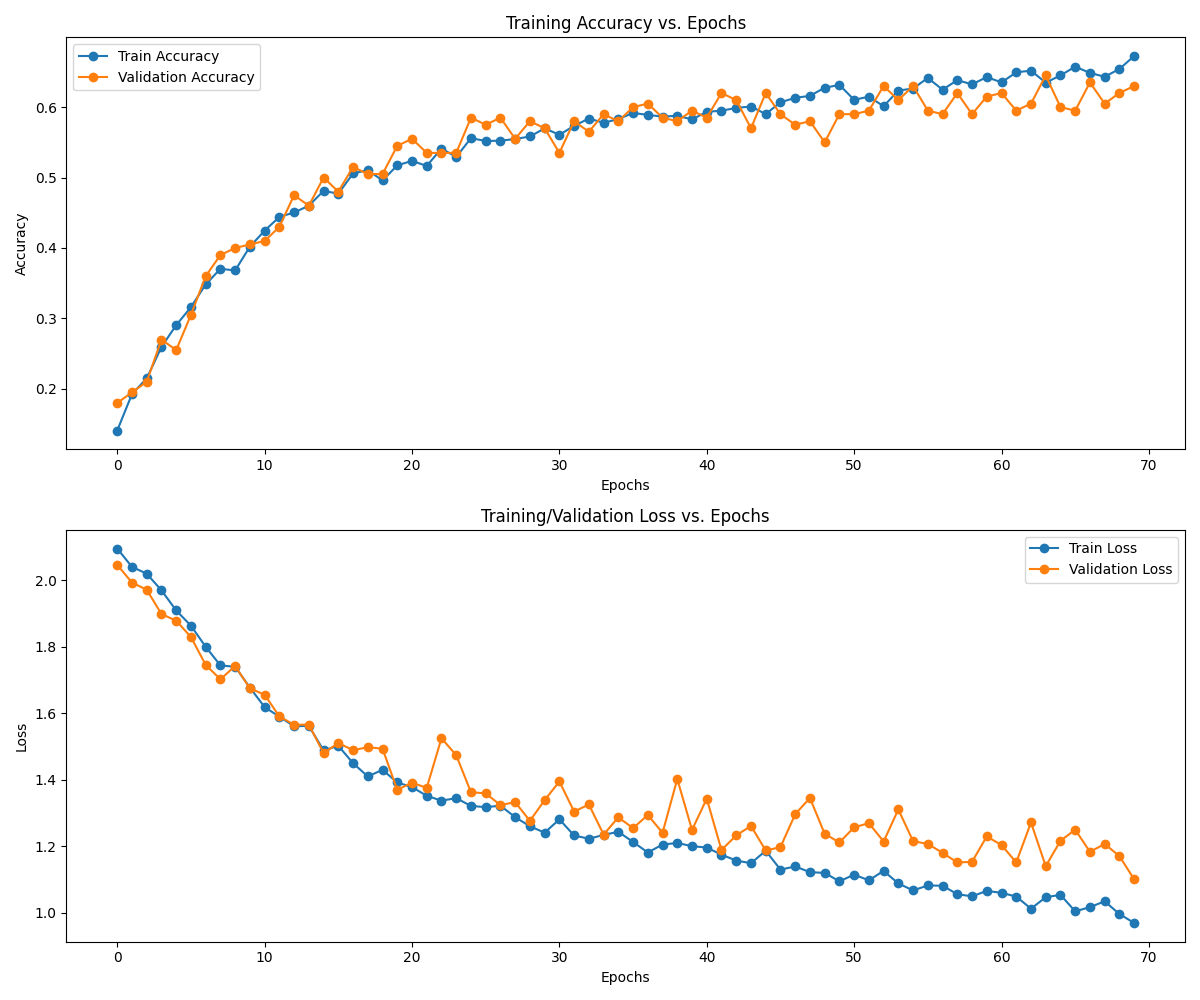 Training Accuracy vs. Epochs
Train Accuracy
Validation Accuracy
Accuracy
0.6
0.5
0.4
0.3
0.2
0 10 20 30 40 50 60 70
Epochs
Training/Validation Loss vs. Epochs
Train Loss
Validation Loss
Loss
2.0
1.8
1.6
1.4
1.2
1.0
0 10 20 30 40 50 60 70
Epochs